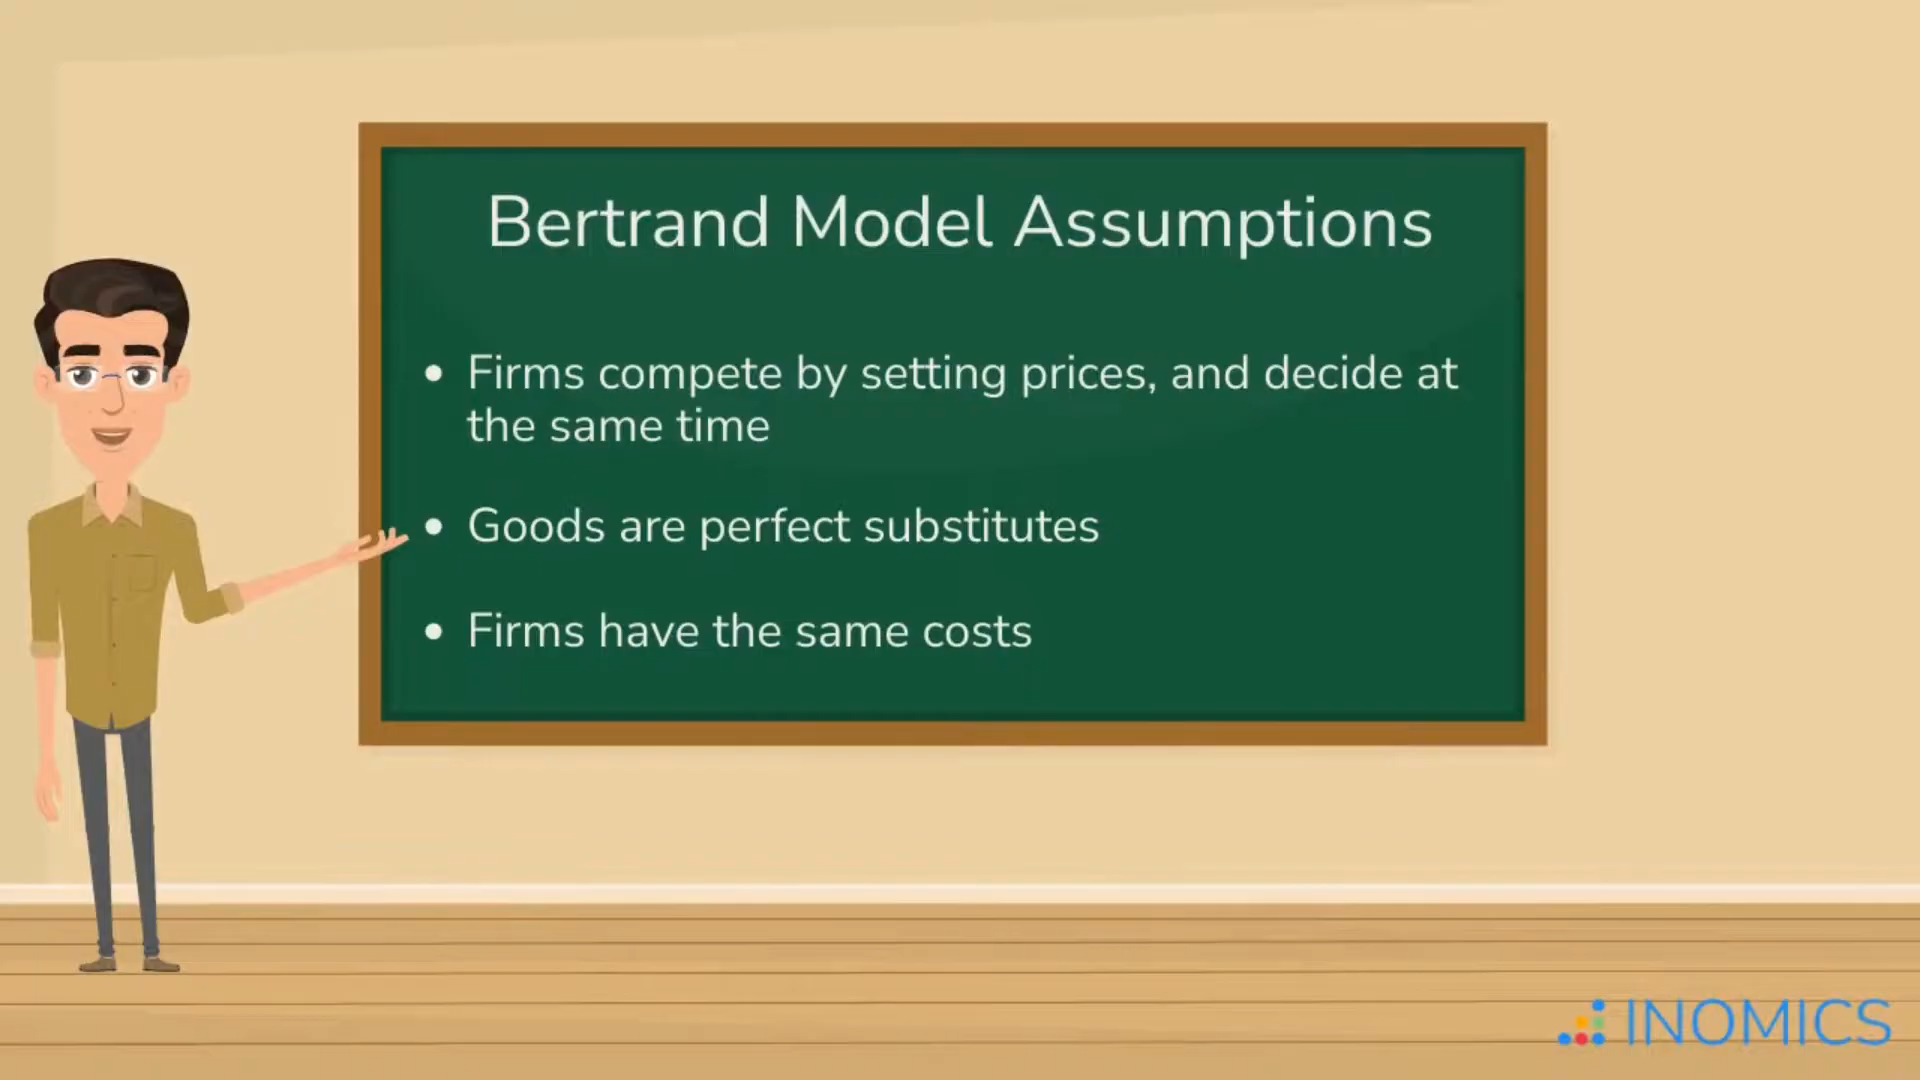 Bertrand Model Assumptions
• Firms compete by setting prices, and decide at
the same time
• Goods are perfect substitutes
• Firms have the same costs
INOMICS